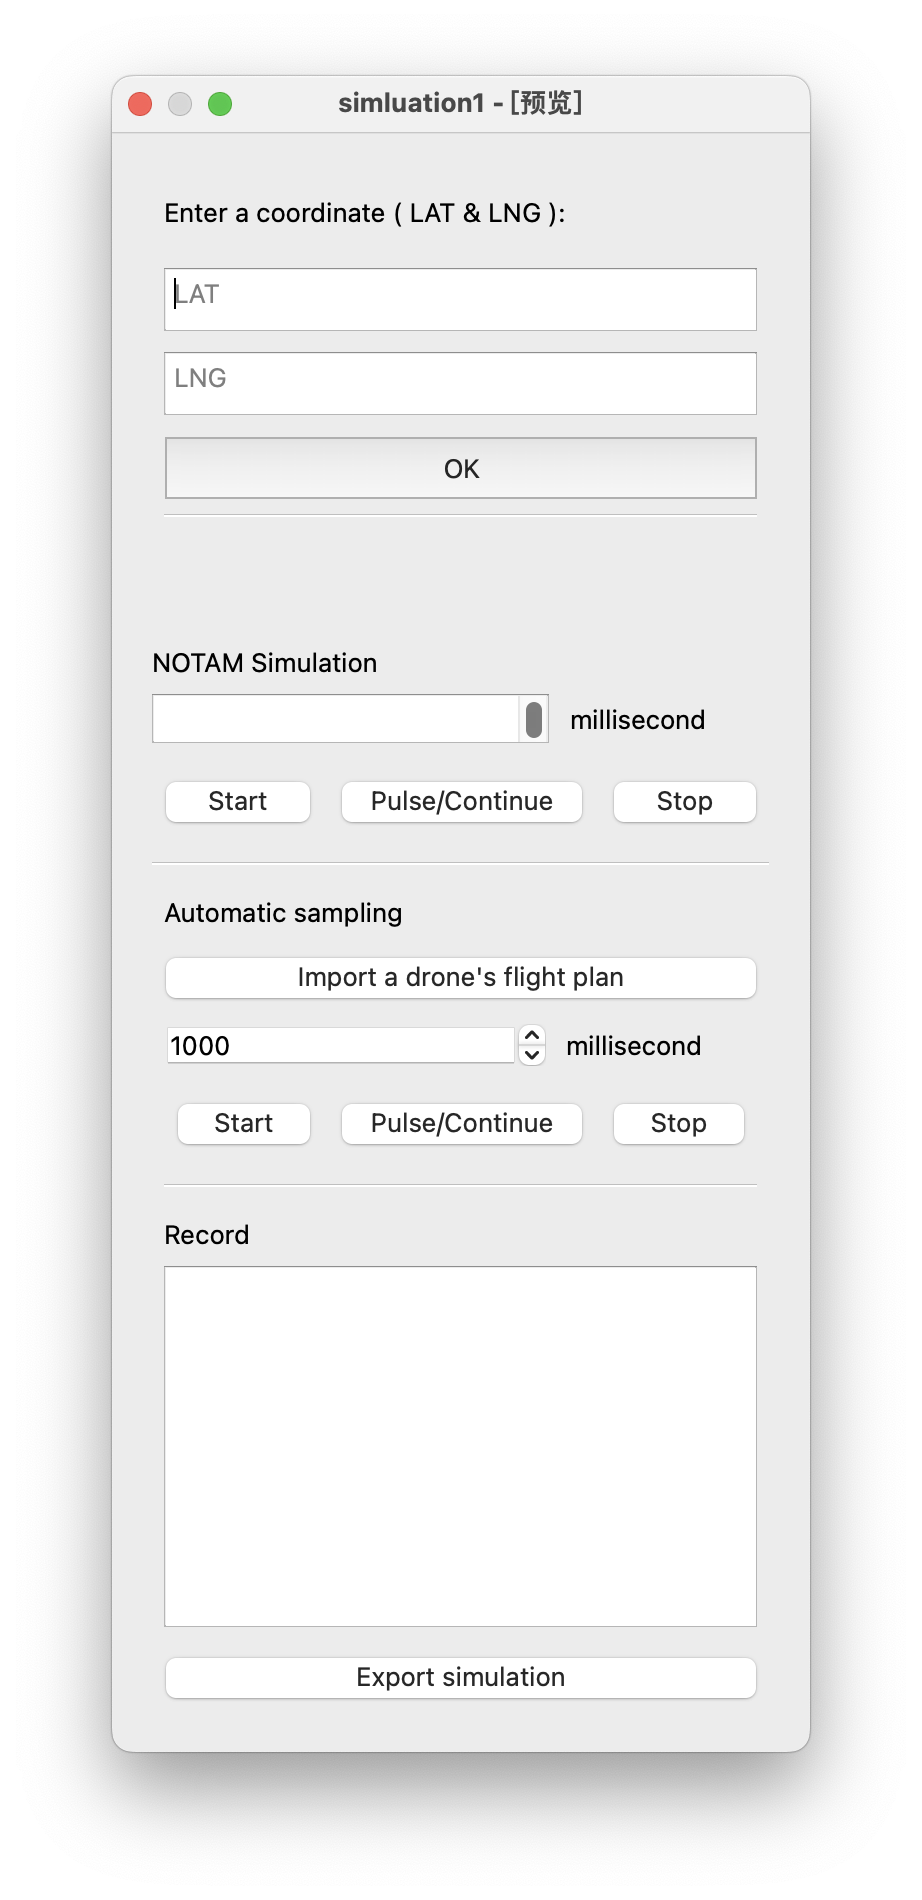 simluation1 - [预览]
Enter a coordinate ( LAT & LNG ):
LAT
LNG
OK
NOTAM Simulation
millisecond
Start Pulse/Continue Stop
Automatic sampling
Import a drone's flight plan
1000 millisecond
Start Pulse/Continue Stop
Record
Export simulation